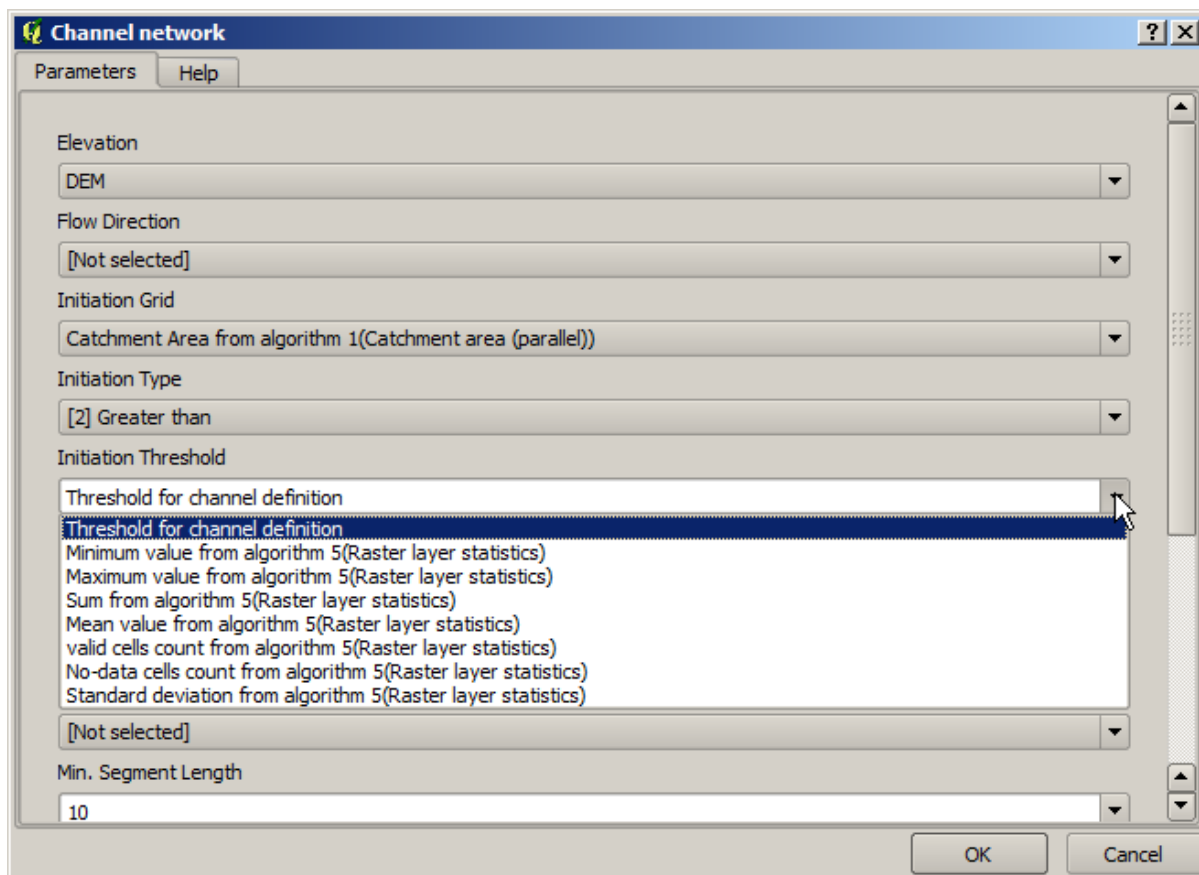 Channel network
Parameters
Help
Elevation
DEM
Flow Direction
[Not selected]
Initiation Grid
Catchment Area from algorithm 1(Catchment area (parallel))
Initiation Type
[2] Greater than
Initiation Threshold
Threshold for channel definition
Threshold for channel definition
Minimum value from algorithm 5(Raster layer statistics)
Maximum value from algorithm 5(Raster layer statistics)
Sum from algorithm 5(Raster layer statistics)
Mean value from algorithm 5(Raster layer statistics)
valid cells count from algorithm 5(Raster layer statistics)
No-data cells count from algorithm 5(Raster layer statistics)
Standard deviation from algorithm 5(Raster layer statistics)
[Not selected]
Min. Segment Length
10
OK
Cancel